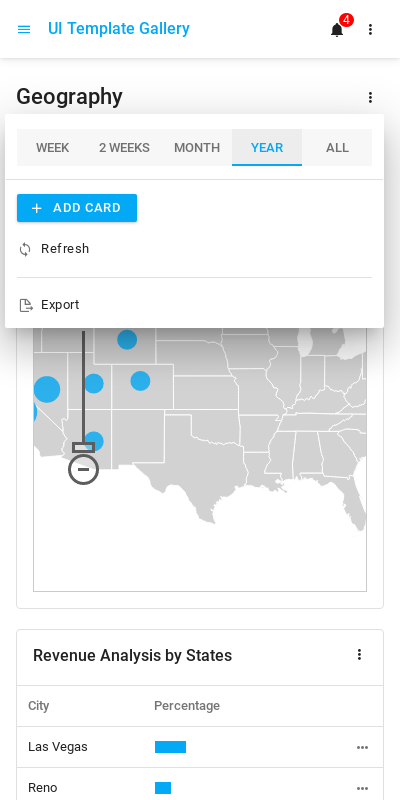 UI Template Gallery
4
Geography
WEEK 2 WEEKS MONTH YEAR ALL
ADD CARD
Refresh
Export
Revenue Analysis by States
City Percentage
Las Vegas
Reno